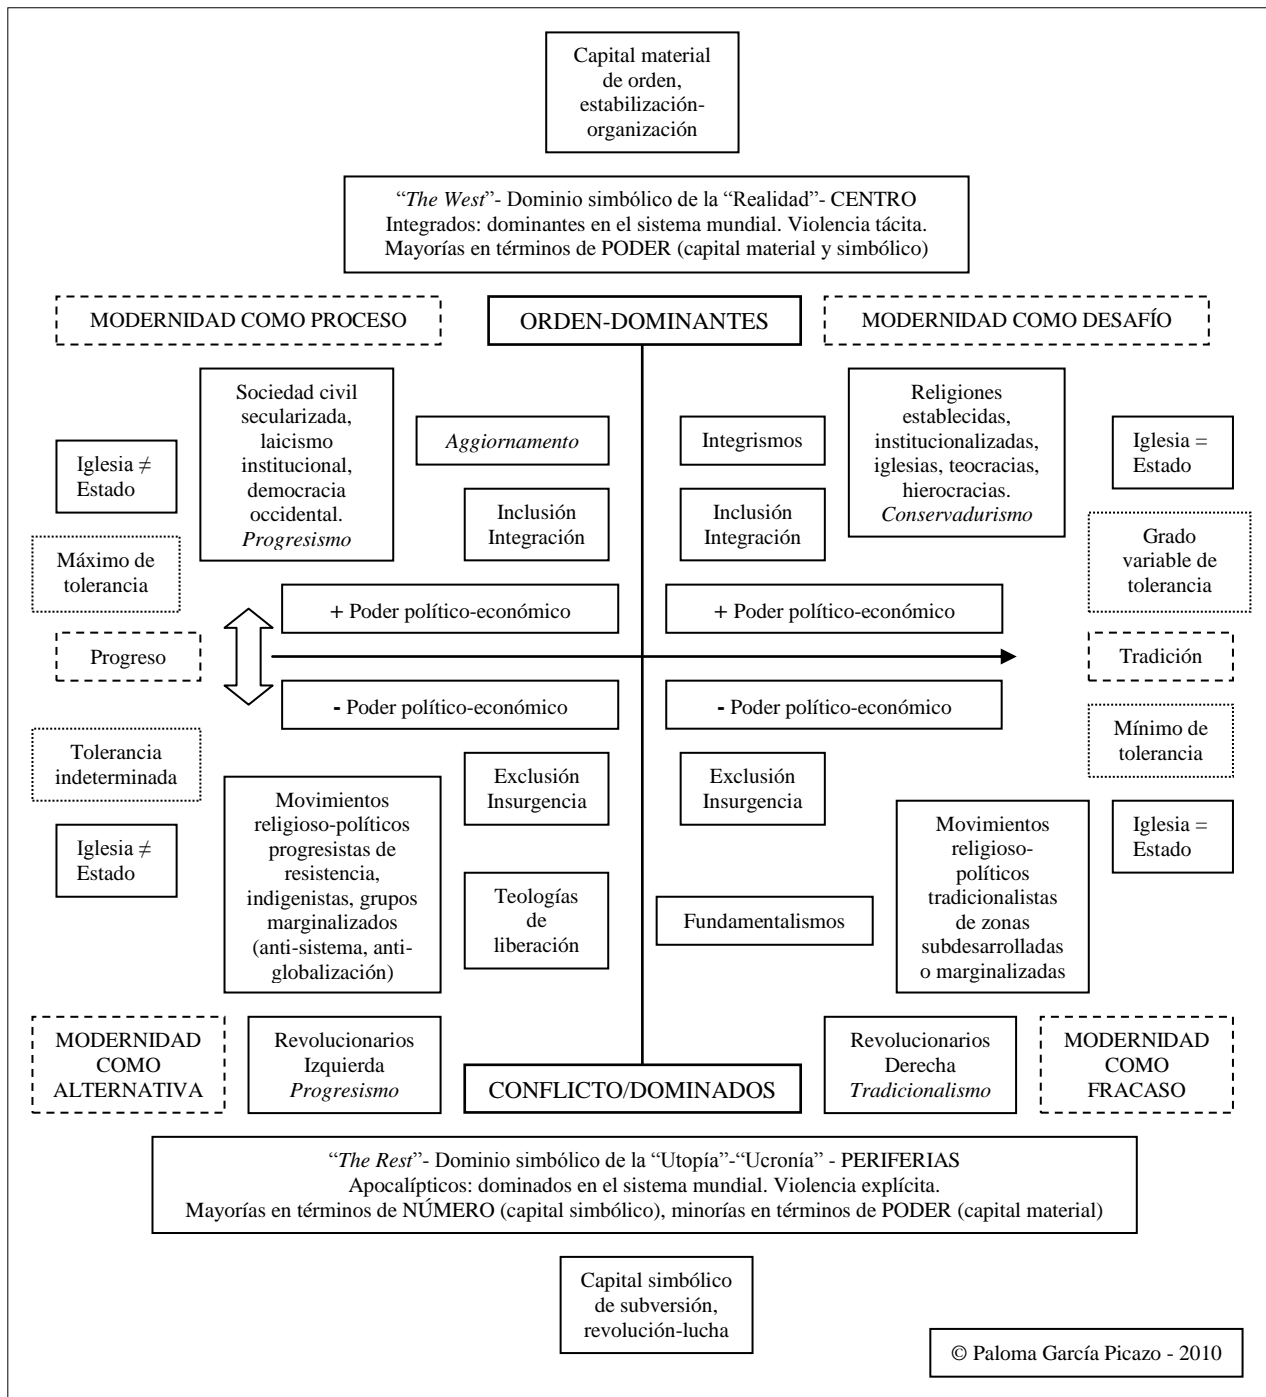 Capital material
de orden,
estabilización-
organización
“The West”- Dominio simbólico de la “Realidad”- CENTRO
Integrados: dominantes en el sistema mundial. Violencia tácita.
Mayorías en términos de PODER (capital material y simbólico)
MODERNIDAD COMO PROCESO
ORDEN-DOMINANTES
MODERNIDAD COMO DESAFÍO
Iglesia ≠
Estado
Sociedad civil
secularizada,
laicismo
institucional,
democracia
occidental.
Progresismo
Aggiornamento
Integrismos
Religiones
establecidas,
institucionalizadas,
iglesias, teocracias,
hierocracias.
Conservadurismo
Iglesia =
Estado
Inclusión
Integración
Inclusión
Integración
Máximo de
tolerancia
Grado
variable de
tolerancia
+ Poder político-económico
+ Poder político-económico
Progreso
Tradición
- Poder político-económico
- Poder político-económico
Tolerancia
indeterminada
Mínimo de
tolerancia
Exclusión
Insurgencia
Exclusión
Insurgencia
Iglesia ≠
Estado
Movimientos
religioso-políticos
progresistas de
resistencia,
indigenistas, grupos
marginalizados
(anti-sistema, anti-
globalización)
Teologías
de
liberación
Fundamentalismos
Movimientos
religioso-
políticos
tradicionalistas
de zonas
subdesarrolladas
o marginalizadas
Iglesia =
Estado
MODERNIDAD
COMO
ALTERNATIVA
Revolucionarios
Izquierda
Progresismo
CONFLICTO/DOMINADOS
Revolucionarios
Derecha
Tradicionalismo
MODERNIDAD
COMO
FRACASO
“The Rest”- Dominio simbólico de la “Utopía”-“Ucronía” - PERIFERIAS
Apocalípticos: dominados en el sistema mundial. Violencia explícita.
Mayorías en términos de NÚMERO (capital simbólico), minorías en términos de PODER (capital material)
Capital simbólico
de subversión,
revolución-lucha
© Paloma García Picazo - 2010